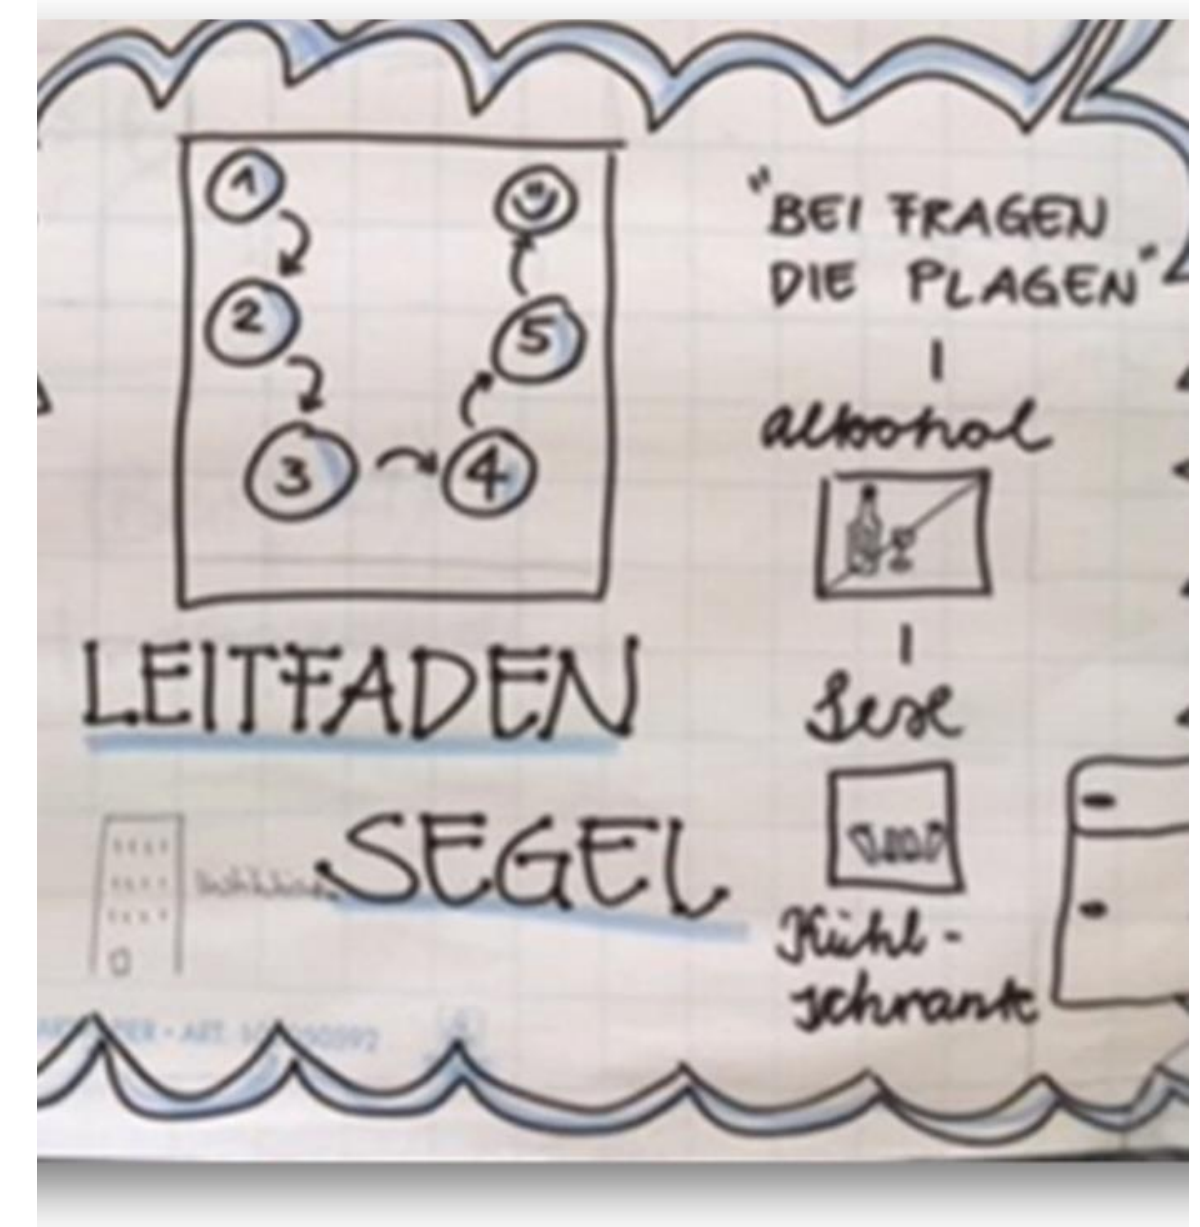 1
2
3
4
5
LEITFADEN
SEGEL
"BEI FRAGEN
DIE PLAGEN"
alkohol
Kühl-
schrank